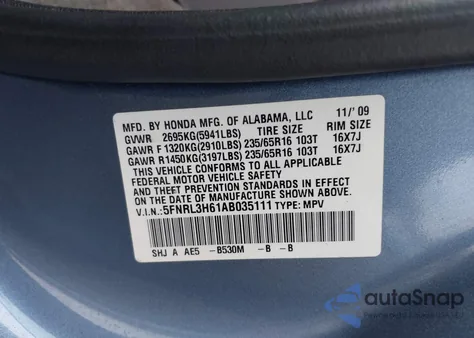 MFD. BY HONDA MFG. OF ALABAMA, LLC 11/'09
GVWR 2695KG(5941LBS) TIRE SIZE RIM SIZE
GAWR F 1320KG(2910LBS) 235/65R16 103T 16X7J
GAWR R1450KG(3197LBS) 235/65R16 103T 16X7J
THIS VEHICLE CONFORMS TO ALL APPLICABLE
FEDERAL MOTOR VEHICLE SAFETY
AND THEFT PREVENTION STANDARDS IN EFFECT ON
THE DATE OF MANUFACTURE SHOWN ABOVE.
V.I.N.: 5FNRL3H61AB035111 TYPE: MPV
SHJ A AE5 -B530M -B -B
autoSnap